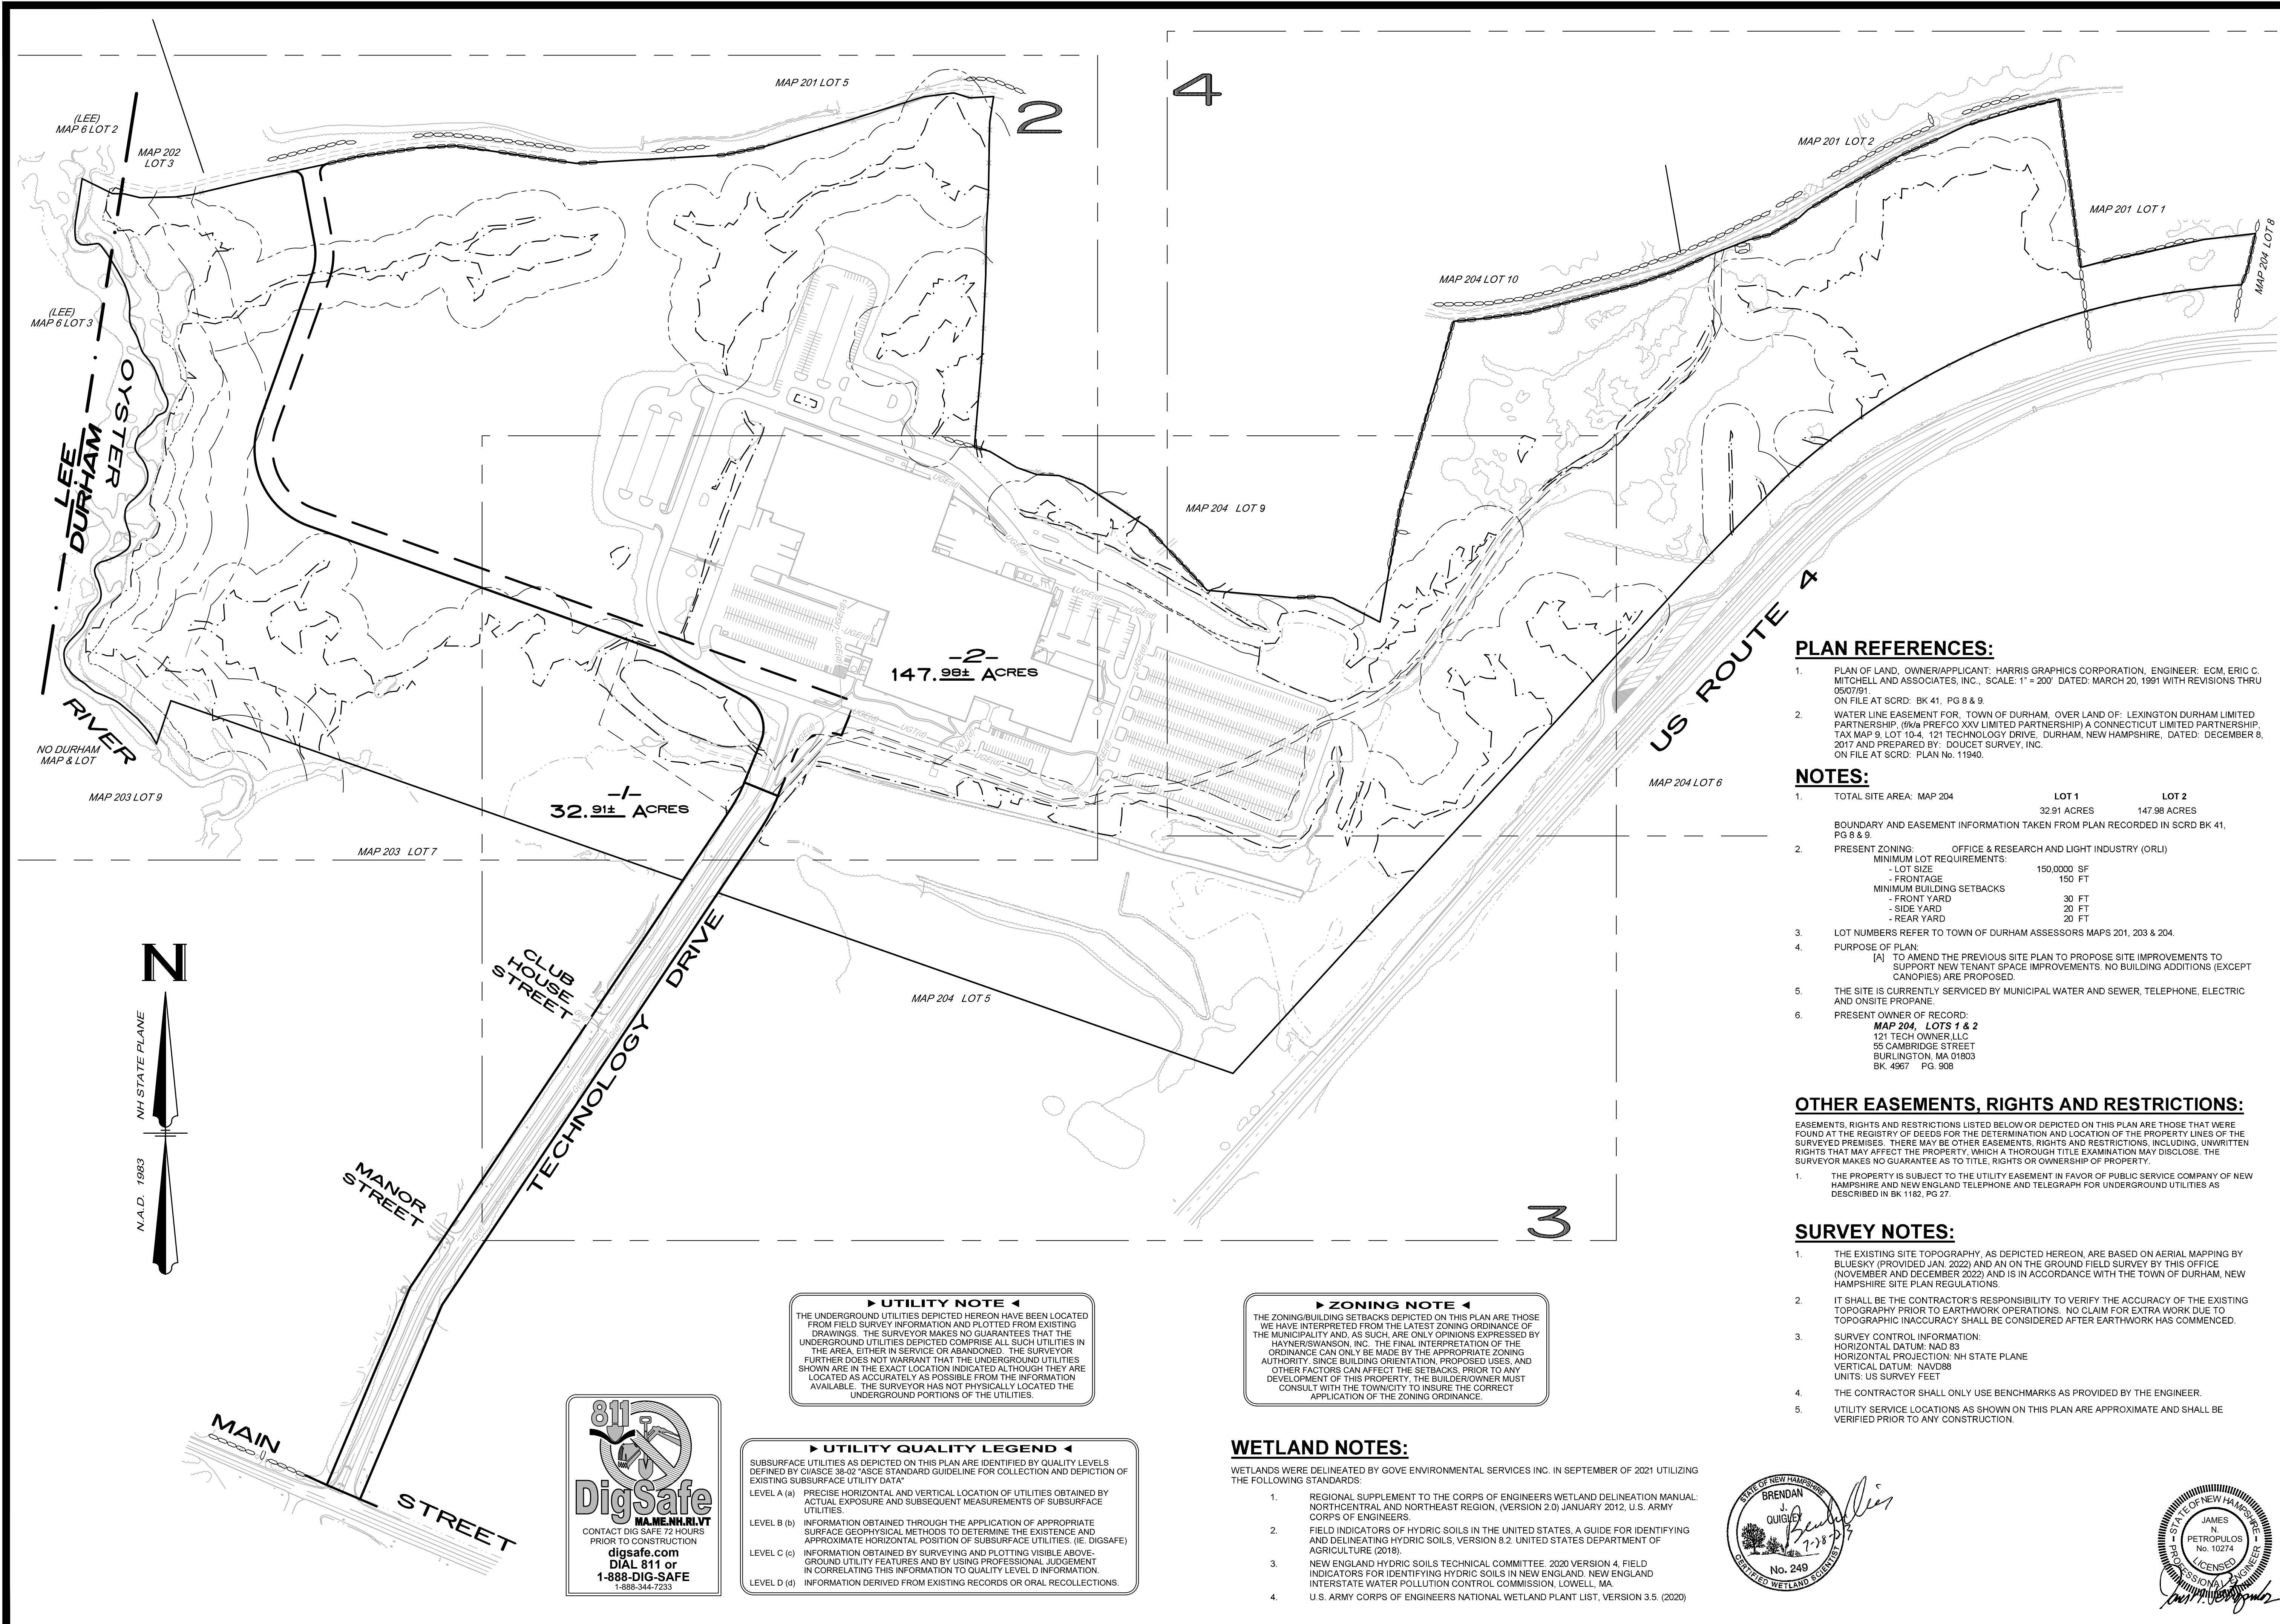 MAP 201 LOT 5
2
4
(LEE)
MAP 6 LOT 2
MAP 202
LOT 3
MAP 201 LOT 2
MAP 201 LOT 1
MAP 204 LOT 8
MAP 204 LOT 10
(LEE)
MAP 6 LOT 3
OYSTER
LEE
DURHAM
RIVER
NO DURHAM
MAP & LOT
MAP 203 LOT 9
MAP 204 LOT 9
-2-
147.98± ACRES
-1-
32.91± ACRES
US ROUTE 4
MAP 204 LOT 6
MAP 203 LOT 7
UGE(d)
UGE(d)
UGE(d)
UGE(d)
UGE(d)
UGE(d)
UGT(d)
UGE(d)
N
NH STATE PLANE
N.A.D. 1983
CLUB
HOUSE
STREET
TECHNOLOGY DRIVE
MAP 204 LOT 5
MANOR
STREET
3
MAIN
STREET
PLAN REFERENCES:
1. PLAN OF LAND, OWNER/APPLICANT: HARRIS GRAPHICS CORPORATION, ENGINEER: ECM, ERIC C.
MITCHELL AND ASSOCIATES, INC., SCALE: 1" = 200' DATED: MARCH 20, 1991 WITH REVISIONS THRU
05/07/91.
ON FILE AT SCRD: BK 41, PG 8 & 9.
2. WATER LINE EASEMENT FOR, TOWN OF DURHAM, OVER LAND OF: LEXINGTON DURHAM LIMITED
PARTNERSHIP, (f/k/a PREFCO XXV LIMITED PARTNERSHIP) A CONNECTICUT LIMITED PARTNERSHIP,
TAX MAP 9, LOT 10-4, 121 TECHNOLOGY DRIVE, DURHAM, NEW HAMPSHIRE, DATED: DECEMBER 8,
2017 AND PREPARED BY: DOUCET SURVEY, INC.
ON FILE AT SCRD: PLAN No. 11940.
NOTES:
1. TOTAL SITE AREA: MAP 204 LOT 1 LOT 2
32.91 ACRES 147.98 ACRES
BOUNDARY AND EASEMENT INFORMATION TAKEN FROM PLAN RECORDED IN SCRD BK 41,
PG 8 & 9.
2. PRESENT ZONING: OFFICE & RESEARCH AND LIGHT INDUSTRY (ORLI)
MINIMUM LOT REQUIREMENTS:
- LOT SIZE 150,0000 SF
- FRONTAGE 150 FT
MINIMUM BUILDING SETBACKS
- FRONT YARD 30 FT
- SIDE YARD 20 FT
- REAR YARD 20 FT
3. LOT NUMBERS REFER TO TOWN OF DURHAM ASSESSORS MAPS 201, 203 & 204.
4. PURPOSE OF PLAN:
[A] TO AMEND THE PREVIOUS SITE PLAN TO PROPOSE SITE IMPROVEMENTS TO
SUPPORT NEW TENANT SPACE IMPROVEMENTS. NO BUILDING ADDITIONS (EXCEPT
CANOPIES) ARE PROPOSED.
5. THE SITE IS CURRENTLY SERVICED BY MUNICIPAL WATER AND SEWER, TELEPHONE, ELECTRIC
AND ONSITE PROPANE.
6. PRESENT OWNER OF RECORD:
MAP 204, LOTS 1 & 2
121 TECH OWNER,LLC
55 CAMBRIDGE STREET
BURLINGTON, MA 01803
BK. 4967 PG. 908
OTHER EASEMENTS, RIGHTS AND RESTRICTIONS:
EASEMENTS, RIGHTS AND RESTRICTIONS LISTED BELOW OR DEPICTED ON THIS PLAN ARE THOSE THAT WERE
FOUND AT THE REGISTRY OF DEEDS FOR THE DETERMINATION AND LOCATION OF THE PROPERTY LINES OF THE
SURVEYED PREMISES. THERE MAY BE OTHER EASEMENTS, RIGHTS AND RESTRICTIONS, INCLUDING, UNWRITTEN
RIGHTS THAT MAY AFFECT THE PROPERTY, WHICH A THOROUGH TITLE EXAMINATION MAY DISCLOSE. THE
SURVEYOR MAKES NO GUARANTEE AS TO TITLE, RIGHTS OR OWNERSHIP OF PROPERTY.
1. THE PROPERTY IS SUBJECT TO THE UTILITY EASEMENT IN FAVOR OF PUBLIC SERVICE COMPANY OF NEW
HAMPSHIRE AND NEW ENGLAND TELEPHONE AND TELEGRAPH FOR UNDERGROUND UTILITIES AS
DESCRIBED IN BK 1182, PG 27.
SURVEY NOTES:
1. THE EXISTING SITE TOPOGRAPHY, AS DEPICTED HEREON, ARE BASED ON AERIAL MAPPING BY
BLUESKY (PROVIDED JAN. 2022) AND AN ON THE GROUND FIELD SURVEY BY THIS OFFICE
(NOVEMBER AND DECEMBER 2022) AND IS IN ACCORDANCE WITH THE TOWN OF DURHAM, NEW
HAMPSHIRE SITE PLAN REGULATIONS.
2. IT SHALL BE THE CONTRACTOR'S RESPONSIBILITY TO VERIFY THE ACCURACY OF THE EXISTING
TOPOGRAPHY PRIOR TO EARTHWORK OPERATIONS. NO CLAIM FOR EXTRA WORK DUE TO
TOPOGRAPHIC INACCURACY SHALL BE CONSIDERED AFTER EARTHWORK HAS COMMENCED.
3. SURVEY CONTROL INFORMATION:
HORIZONTAL DATUM: NAD 83
HORIZONTAL PROJECTION: NH STATE PLANE
VERTICAL DATUM: NAVD88
UNITS: US SURVEY FEET
4. THE CONTRACTOR SHALL ONLY USE BENCHMARKS AS PROVIDED BY THE ENGINEER.
5. UTILITY SERVICE LOCATIONS AS SHOWN ON THIS PLAN ARE APPROXIMATE AND SHALL BE
VERIFIED PRIOR TO ANY CONSTRUCTION.
UTILITY NOTE
THE UNDERGROUND UTILITIES DEPICTED HEREON HAVE BEEN LOCATED
FROM FIELD SURVEY INFORMATION AND PLOTTED FROM EXISTING
DRAWINGS. THE SURVEYOR MAKES NO GUARANTEES THAT THE
UNDERGROUND UTILITIES DEPICTED COMPRISE ALL SUCH UTILITIES IN
THE AREA, EITHER IN SERVICE OR ABANDONED. THE SURVEYOR
FURTHER DOES NOT WARRANT THAT THE UNDERGROUND UTILITIES
SHOWN ARE IN THE EXACT LOCATION INDICATED ALTHOUGH THEY ARE
LOCATED AS ACCURATELY AS POSSIBLE FROM THE INFORMATION
AVAILABLE. THE SURVEYOR HAS NOT PHYSICALLY LOCATED THE
UNDERGROUND PORTIONS OF THE UTILITIES.
ZONING NOTE
THE ZONING/BUILDING SETBACKS DEPICTED ON THIS PLAN ARE THOSE
WE HAVE INTERPRETED FROM THE LATEST ZONING ORDINANCE OF
THE MUNICIPALITY AND, AS SUCH, ARE ONLY OPINIONS EXPRESSED BY
HAYNER/SWANSON, INC. THE FINAL INTERPRETATION OF THE
ORDINANCE CAN ONLY BE MADE BY THE APPROPRIATE ZONING
AUTHORITY. SINCE BUILDING ORIENTATION, PROPOSED USES, AND
OTHER FACTORS CAN AFFECT THE SETBACKS, PRIOR TO ANY
DEVELOPMENT OF THIS PROPERTY, THE BUILDER/OWNER MUST
CONSULT WITH THE TOWN/CITY TO INSURE THE CORRECT
APPLICATION OF THE ZONING ORDINANCE.
811
DigSafe
MA.ME.NH.RI.VT
CONTACT DIG SAFE 72 HOURS
PRIOR TO CONSTRUCTION
digsafe.com
DIAL 811 or
1-888-DIG-SAFE
1-888-344-7233
UTILITY QUALITY LEGEND
SUBSURFACE UTILITIES AS DEPICTED ON THIS PLAN ARE IDENTIFIED BY QUALITY LEVELS
DEFINED BY CI/ASCE 38-02 "ASCE STANDARD GUIDELINE FOR COLLECTION AND DEPICTION OF
EXISTING SUBSURFACE UTILITY DATA"
LEVEL A (a) PRECISE HORIZONTAL AND VERTICAL LOCATION OF UTILITIES OBTAINED BY
ACTUAL EXPOSURE AND SUBSEQUENT MEASUREMENTS OF SUBSURFACE
UTILITIES.
LEVEL B (b) INFORMATION OBTAINED THROUGH THE APPLICATION OF APPROPRIATE
SURFACE GEOPHYSICAL METHODS TO DETERMINE THE EXISTENCE AND
APPROXIMATE HORIZONTAL POSITION OF SUBSURFACE UTILITIES. (IE. DIGSAFE)
LEVEL C (c) INFORMATION OBTAINED BY SURVEYING AND PLOTTING VISIBLE ABOVE-
GROUND UTILITY FEATURES AND BY USING PROFESSIONAL JUDGEMENT
IN CORRELATING THIS INFORMATION TO QUALITY LEVEL D INFORMATION.
LEVEL D (d) INFORMATION DERIVED FROM EXISTING RECORDS OR ORAL RECOLLECTIONS.
WETLAND NOTES:
WETLANDS WERE DELINEATED BY GOVE ENVIRONMENTAL SERVICES INC. IN SEPTEMBER OF 2021 UTILIZING
THE FOLLOWING STANDARDS:
1. REGIONAL SUPPLEMENT TO THE CORPS OF ENGINEERS WETLAND DELINEATION MANUAL:
NORTHCENTRAL AND NORTHEAST REGION, (VERSION 2.0) JANUARY 2012, U.S. ARMY
CORPS OF ENGINEERS.
2. FIELD INDICATORS OF HYDRIC SOILS IN THE UNITED STATES, A GUIDE FOR IDENTIFYING
AND DELINEATING HYDRIC SOILS, VERSION 8.2. UNITED STATES DEPARTMENT OF
AGRICULTURE (2018).
3. NEW ENGLAND HYDRIC SOILS TECHNICAL COMMITTEE. 2020 VERSION 4, FIELD
INDICATORS FOR IDENTIFYING HYDRIC SOILS IN NEW ENGLAND. NEW ENGLAND
INTERSTATE WATER POLLUTION CONTROL COMMISSION, LOWELL, MA.
4. U.S. ARMY CORPS OF ENGINEERS NATIONAL WETLAND PLANT LIST, VERSION 3.5. (2020)
STATE OF NEW HAMPSHIRE
BRENDAN
J.
QUIGLEY
No. 249
CERTIFIED WETLAND SCIENTIST
STATE OF NEW HAMPSHIRE
JAMES
N.
PETROPULOS
No. 10274
LICENSED
PROFESSIONAL ENGINEER